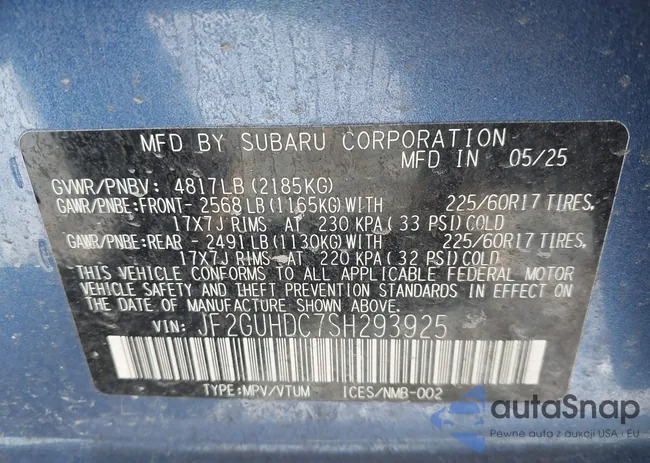 MFD BY SUBARU CORPORATION
MFD IN 05/25
GVWR/PNBV: 4817LB (2185KG)
GAWR/PNBE:FRONT- 2568LB (1165KG) WITH 225/60R17 TIRES,
17X7J RIMS AT 230 KPA (33 PSI) COLD
GAWR/PNBE:REAR - 2491LB (1130KG) WITH 225/60R17 TIRES,
17X7J RIMS AT 220 KPA (32 PSI) COLD
THIS VEHICLE CONFORMS TO ALL APPLICABLE FEDERAL MOTOR
VEHICLE SAFETY AND THEFT PREVENTION STANDARDS IN EFFECT ON
THE DATE OF MANUFACTURE SHOWN ABOVE.
VIN: JF2GUHDC7SH293925
TYPE:MPV/VTUM ICES/NMB-002
autoSnap
Pewne auta z aukcji USA i EU